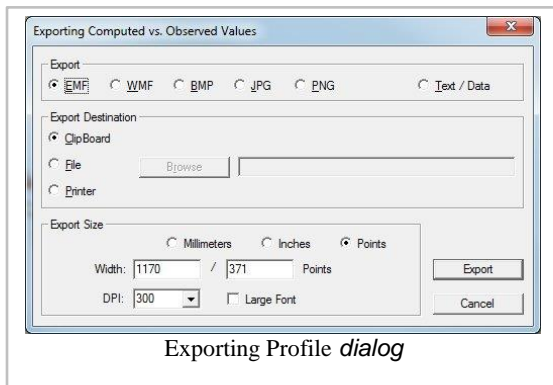 Exporting Computed vs. Observed Values
Export
EMF WMF BMP JPG PNG Text / Data
Export Destination
ClipBoard
File Browse
Printer
Export Size
Millimeters Inches Points
Width: 1170 / 371 Points Export
DPI: 300 Large Font Cancel
Exporting Profile dialog